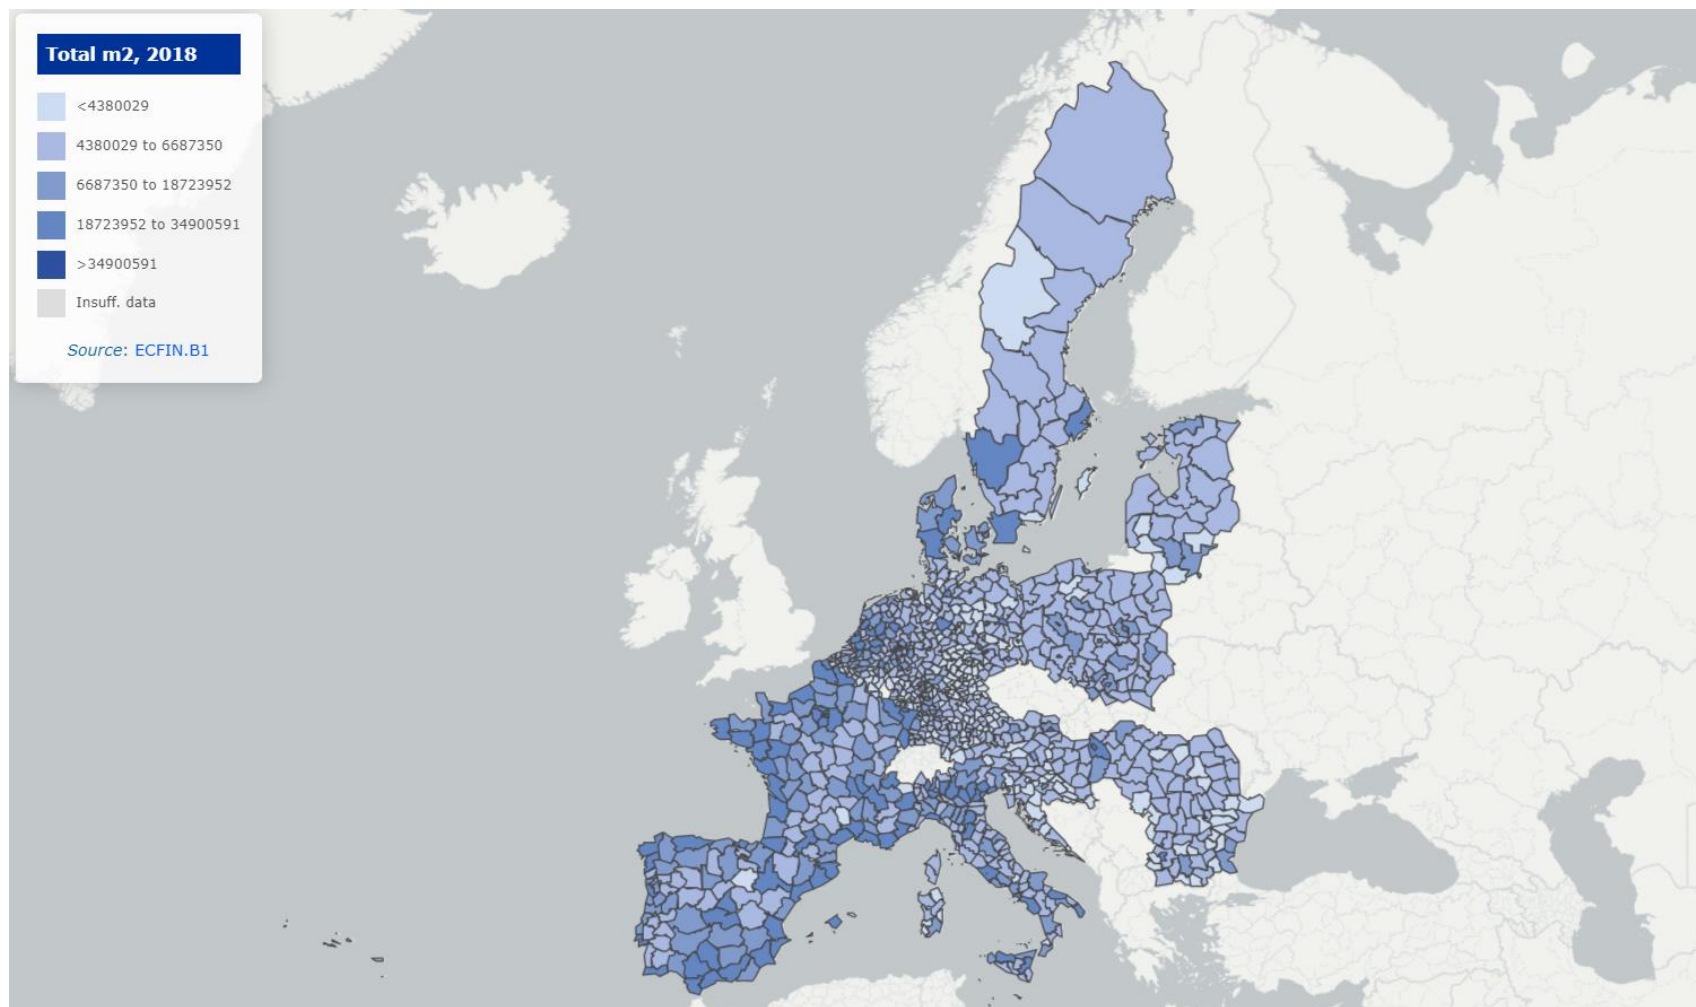 Total m2, 2018
<4380029
4380029 to 6687350
6687350 to 18723952
18723952 to 34900591
>34900591
Insuff. data
Source: ECFIN.B1